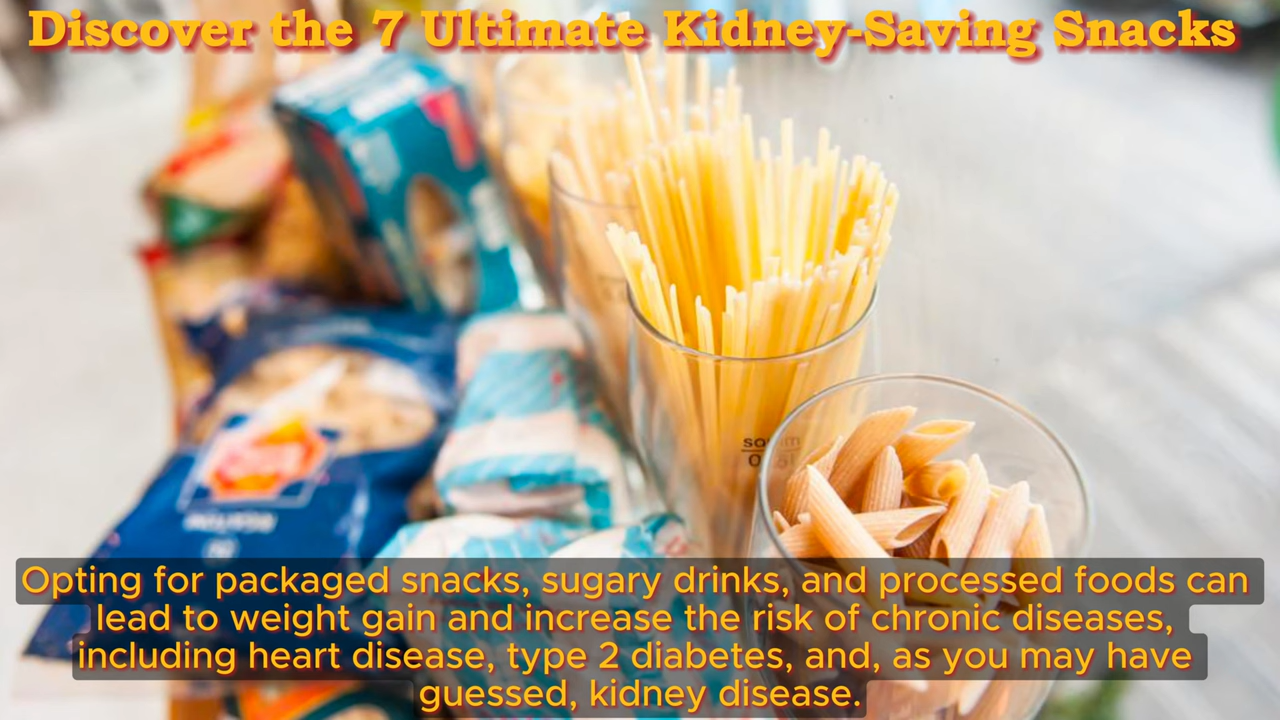 Discover the 7 Ultimate Kidney-Saving Snacks
Opting for packaged snacks, sugary drinks, and processed foods can
lead to weight gain and increase the risk of chronic diseases,
including heart disease, type 2 diabetes, and, as you may have
guessed, kidney disease.